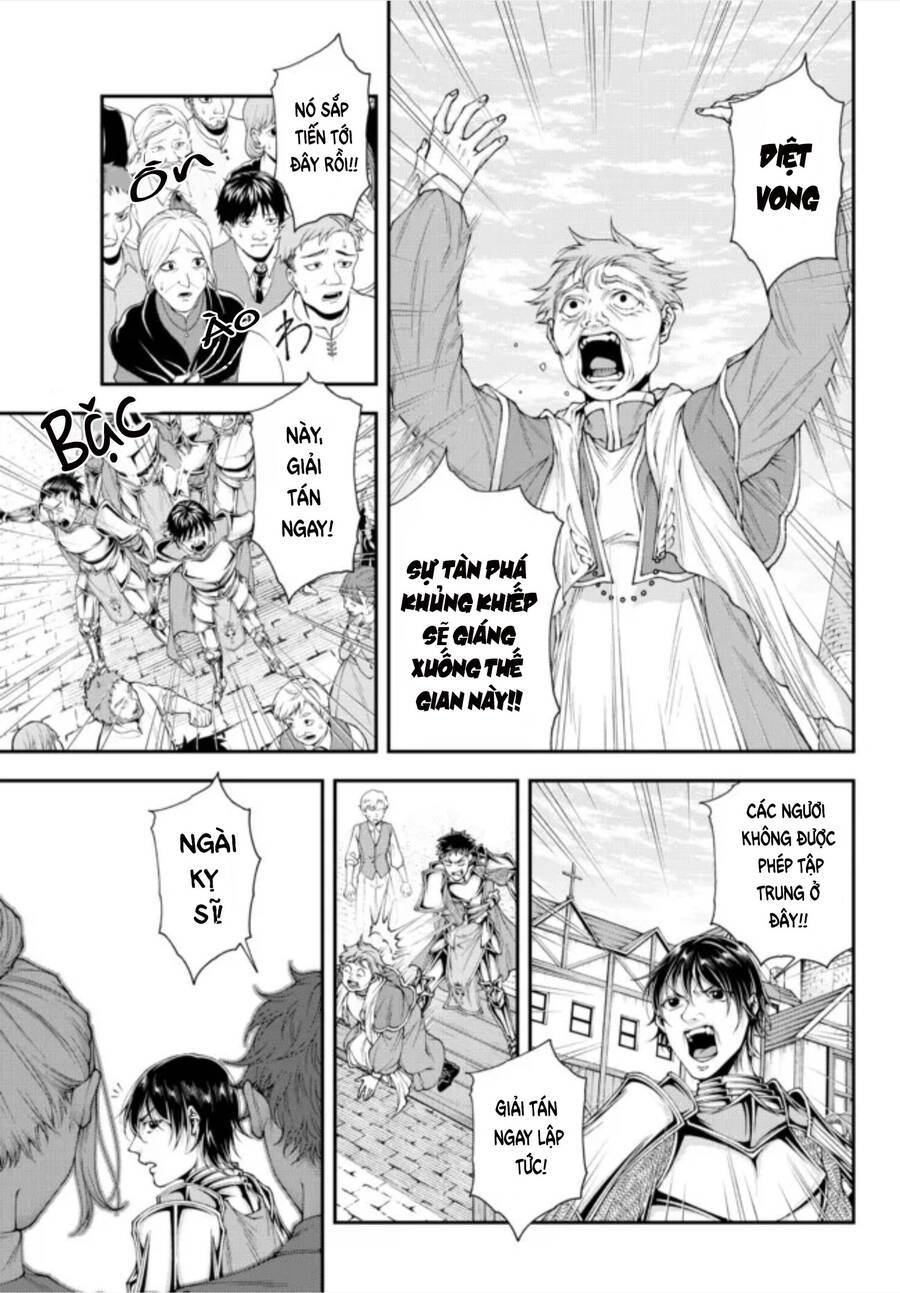 DIỆT
VONG
SỰ TÀN PHÁ
KHỦNG KHIẾP
SẼ GIÁNG
XUỐNG THẾ
GIAN NÀY!!
NÓ SẮP
TIẾN TỚI
ĐÂY RỒI!!
ỒN
ÀO
わ
BẶC
NÀY,
GIẢI
TÁN
NGAY!
CÁC NGƯƠI
KHÔNG ĐƯỢC
PHÉP TẬP
TRUNG Ở
ĐÂY!!
GIẢI TÁN
NGAY LẬP
TỨC!
NGÀI
KỴ
SĨ!